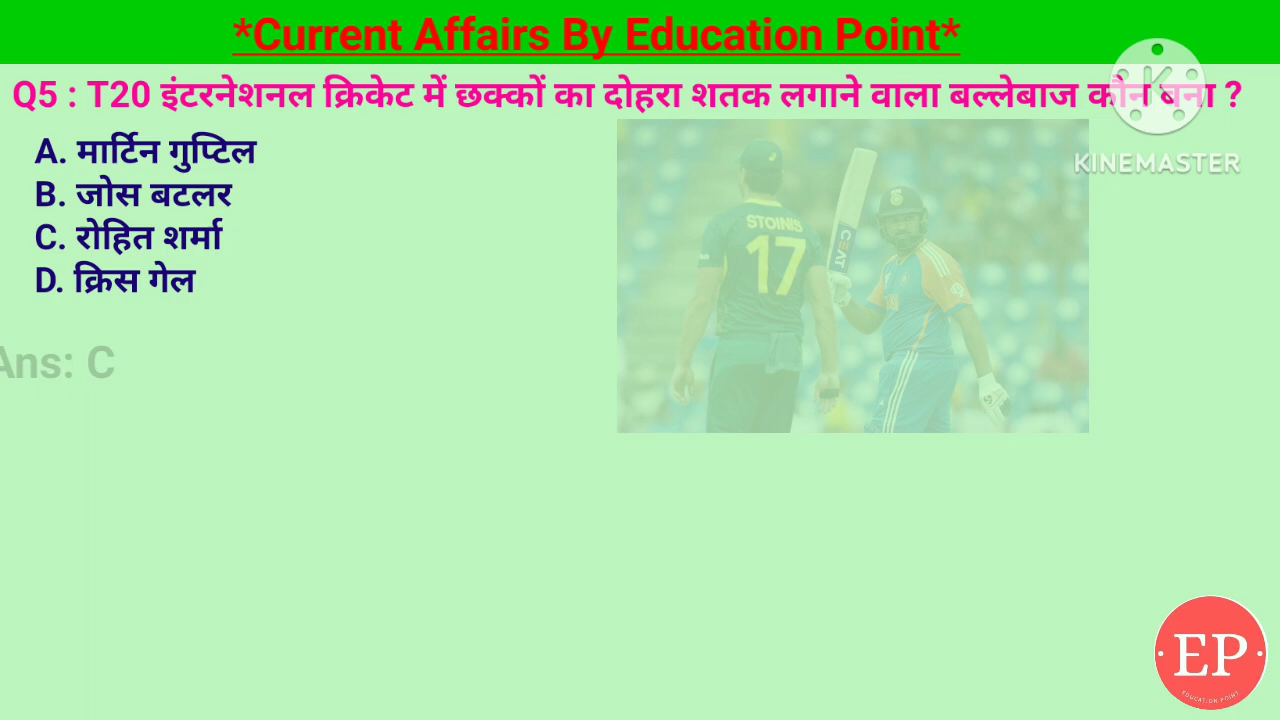 *Current Affairs By Education Point*
Q5 : T20 इंटरनेशनल क्रिकेट में छक्कों का दोहरा शतक लगाने वाला बल्लेबाज कौन बना ?
A. मार्टिन गुप्टिल
B. जोस बटलर
C. रोहित शर्मा
D. क्रिस गेल
Ans: C
KINEMASTER
STOINIS
17
CEAT
EP
EDUCATION POINT